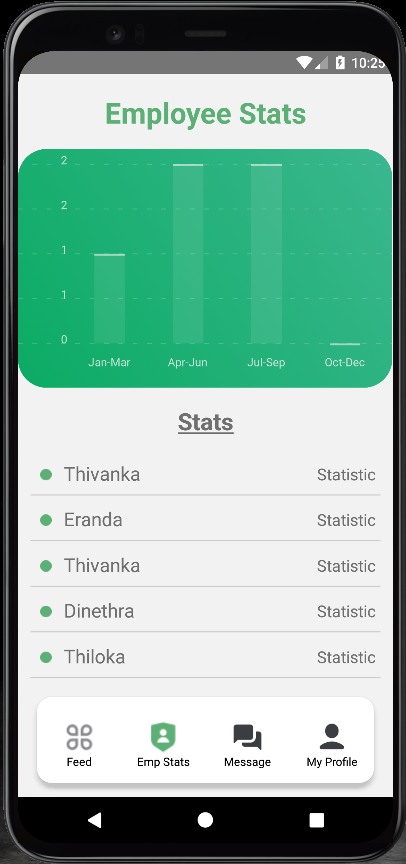 10:25
Employee Stats
2
2
1
1
0
Jan-Mar Apr-Jun Jul-Sep Oct-Dec
Stats
Thivanka Statistic
Eranda Statistic
Thivanka Statistic
Dinethra Statistic
Thiloka Statistic
Feed Emp Stats Message My Profile